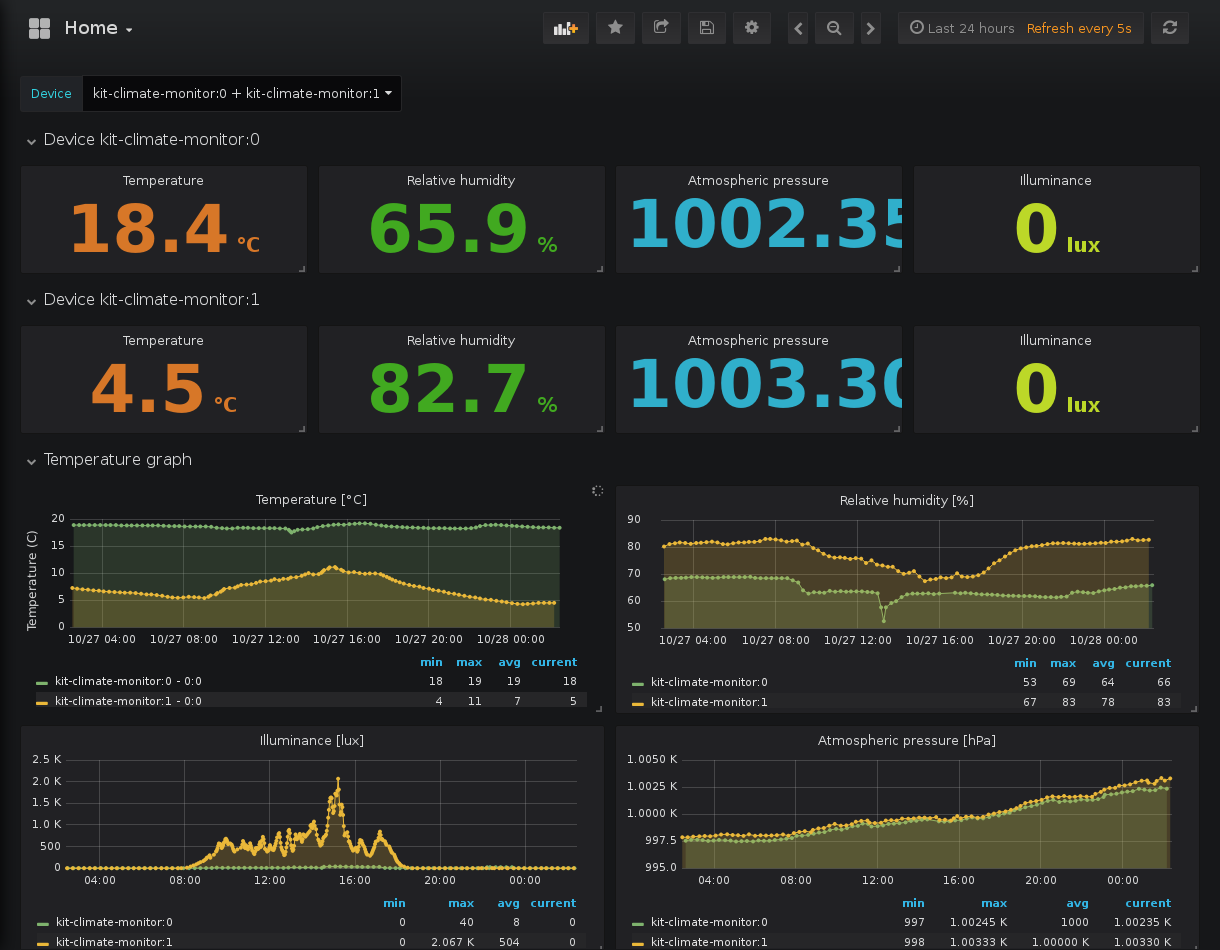 Home
Last 24 hours Refresh every 5s
Device kit-climate-monitor:0 + kit-climate-monitor:1
Device kit-climate-monitor:0
Temperature Relative humidity Atmospheric pressure Illuminance
18.4 °C 65.9 % 1002.35 0 lux
Device kit-climate-monitor:1
Temperature Relative humidity Atmospheric pressure Illuminance
4.5 °C 82.7 % 1003.30 0 lux
Temperature graph
Temperature [°C]
Temperature (C)
20
15
10
5
0
10/27 04:00 10/27 08:00 10/27 12:00 10/27 16:00 10/27 20:00 10/28 00:00
min max avg current
kit-climate-monitor:0 - 0:0 18 19 19 18
kit-climate-monitor:1 - 0:0 4 11 7 5
Relative humidity [%]
90
80
70
60
50
10/27 04:00 10/27 08:00 10/27 12:00 10/27 16:00 10/27 20:00 10/28 00:00
min max avg current
kit-climate-monitor:0 53 69 64 66
kit-climate-monitor:1 67 83 78 83
Illuminance [lux]
2.5 K
2.0 K
1.5 K
1.0 K
500
0
04:00 08:00 12:00 16:00 20:00 00:00
min max avg current
kit-climate-monitor:0 0 40 8 0
kit-climate-monitor:1 0 2.067 K 504 0
Atmospheric pressure [hPa]
1.0050 K
1.0025 K
1.0000 K
997.5
995.0
04:00 08:00 12:00 16:00 20:00 00:00
min max avg current
kit-climate-monitor:0 997 1.00245 K 1000 1.00235 K
kit-climate-monitor:1 998 1.00333 K 1.00000 K 1.00330 K